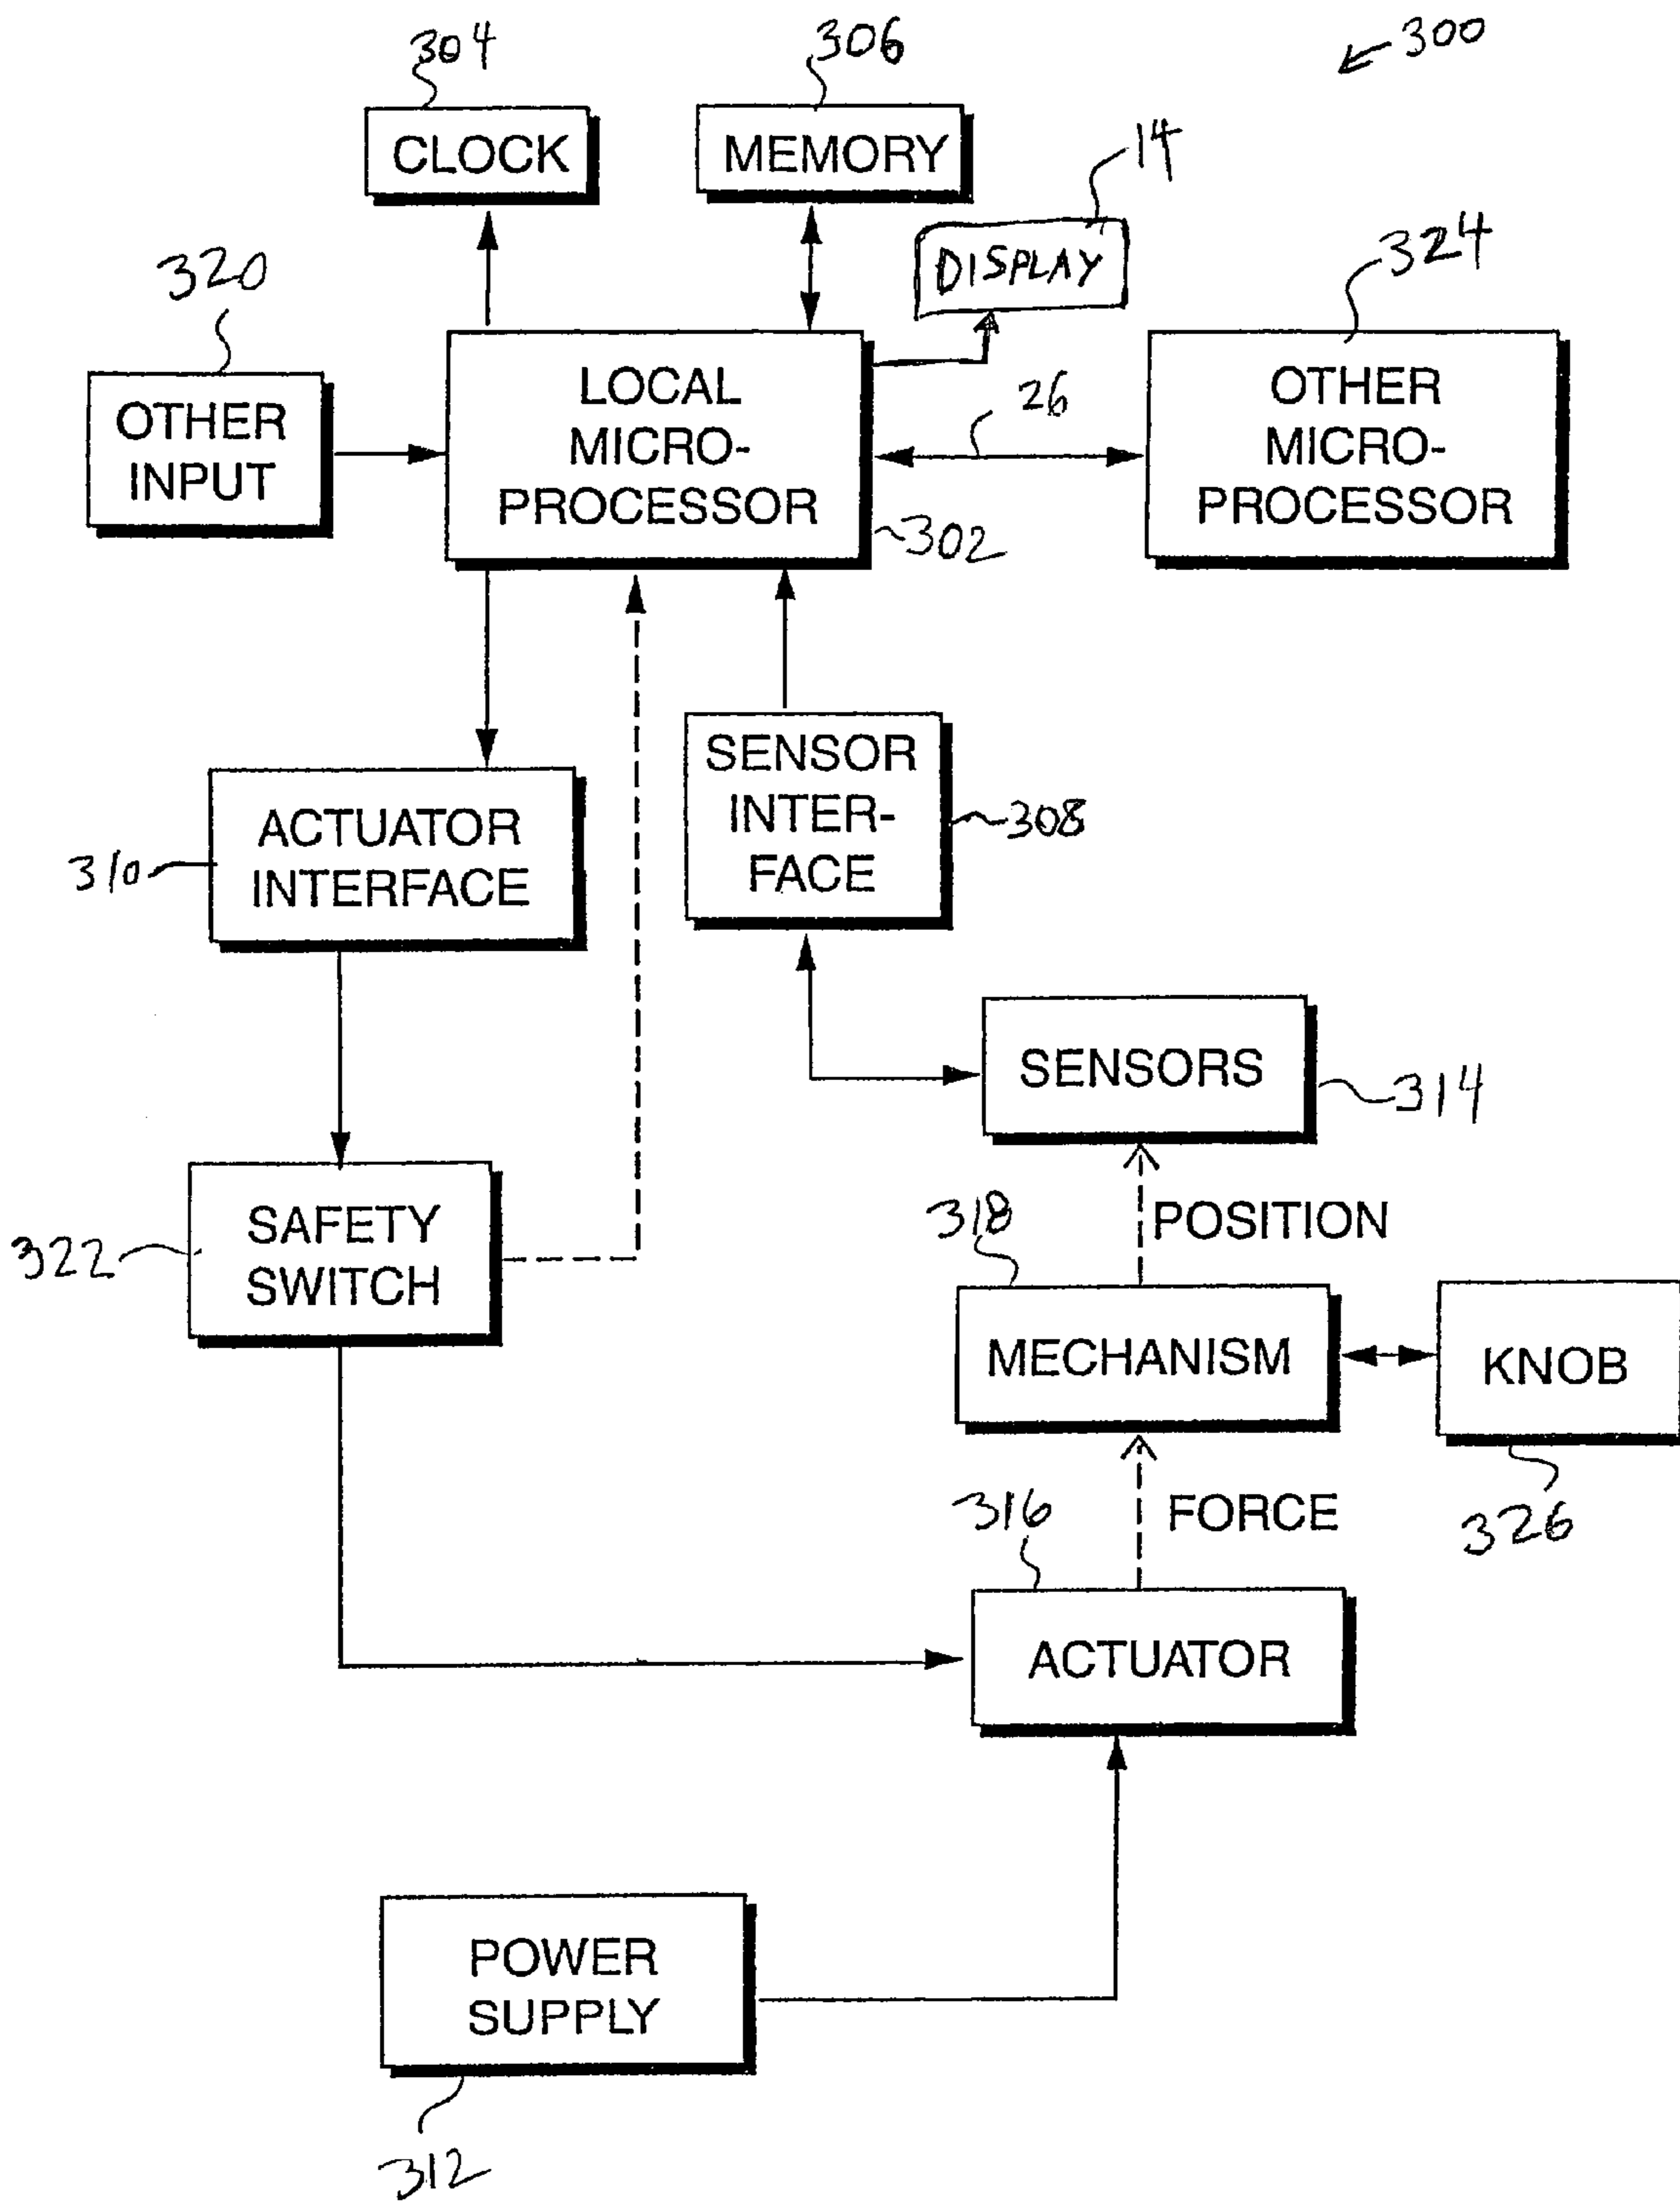 304
306
300
CLOCK
MEMORY
14
320
DISPLAY
324
OTHER
INPUT
LOCAL
MICRO-
PROCESSOR
26
OTHER
MICRO-
PROCESSOR
302
SENSOR
INTER-
FACE
308
ACTUATOR
INTERFACE
310
SENSORS
314
SAFETY
SWITCH
322
318
POSITION
MECHANISM
KNOB
316
FORCE
326
ACTUATOR
POWER
SUPPLY
312